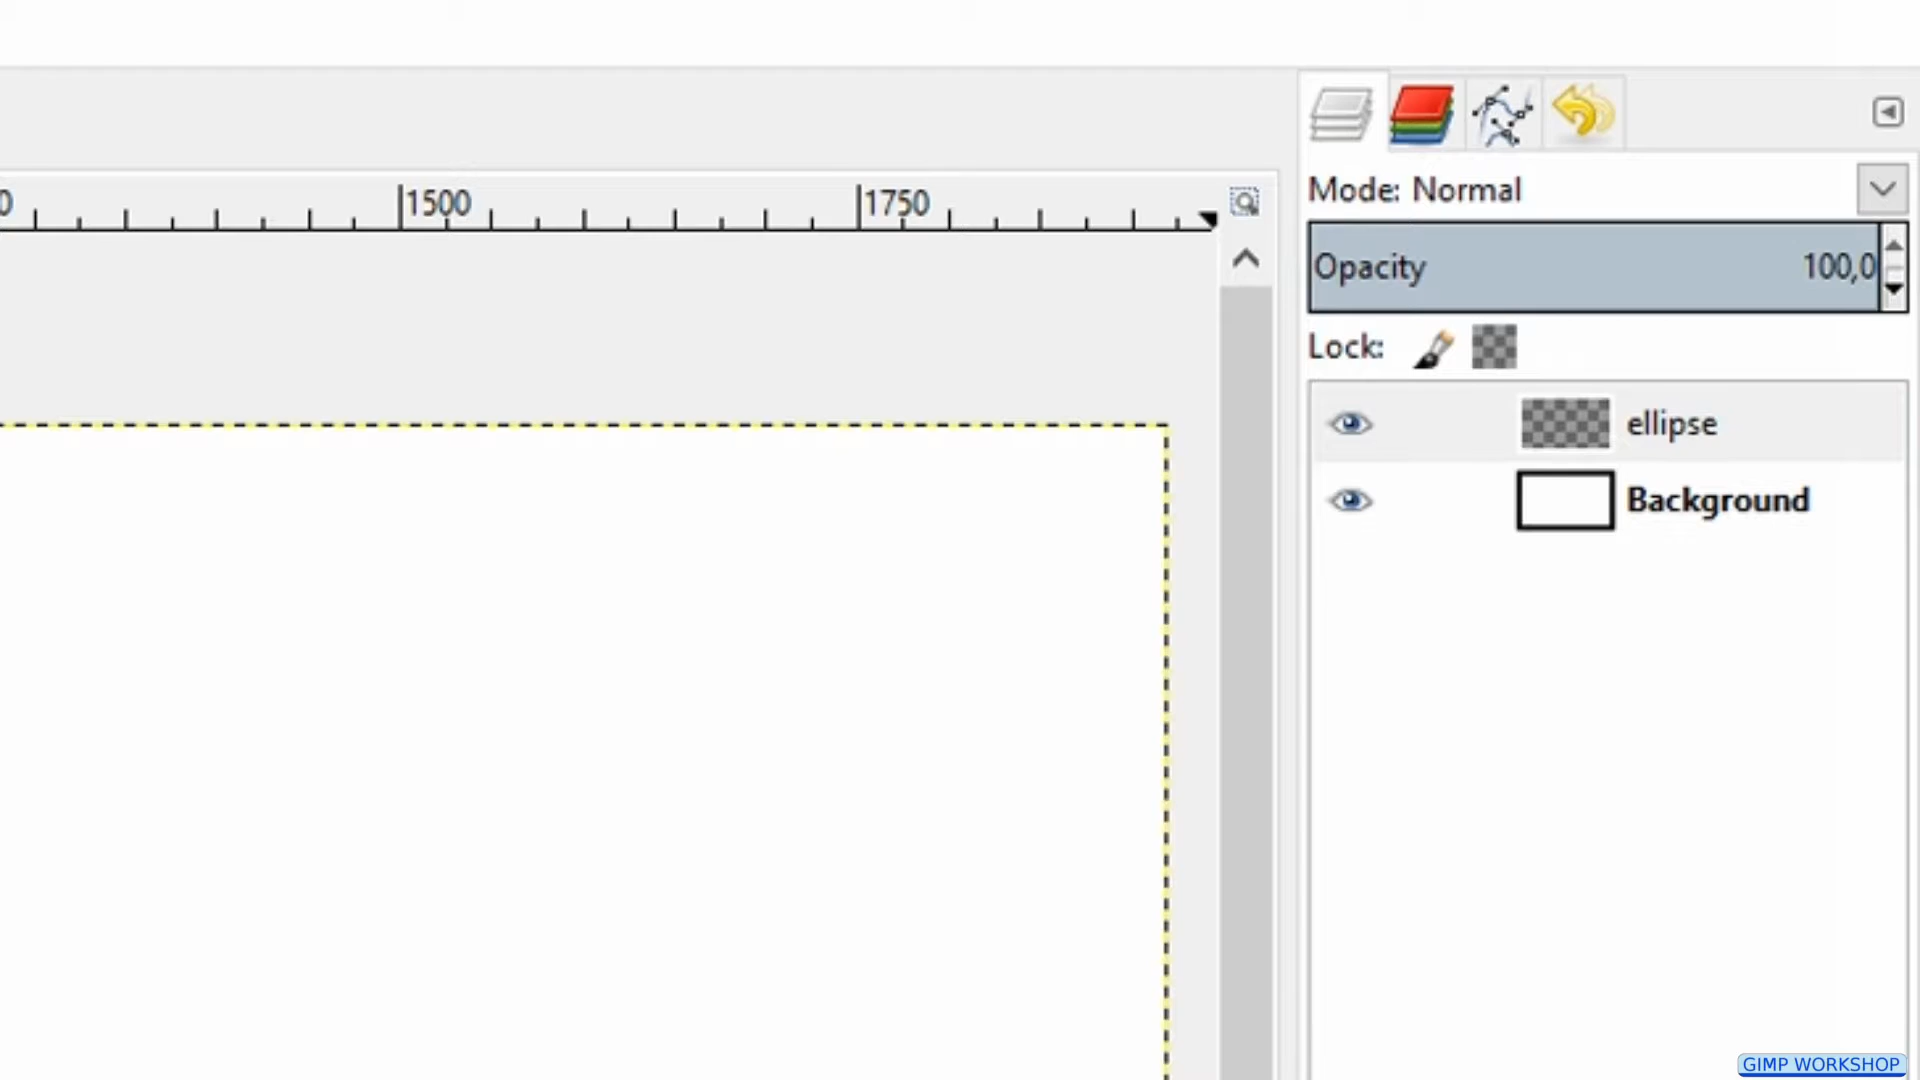 Mode: Normal
0 1500 1750
Opacity 100,0
Lock:
ellipse
Background
GIMP WORKSHOP